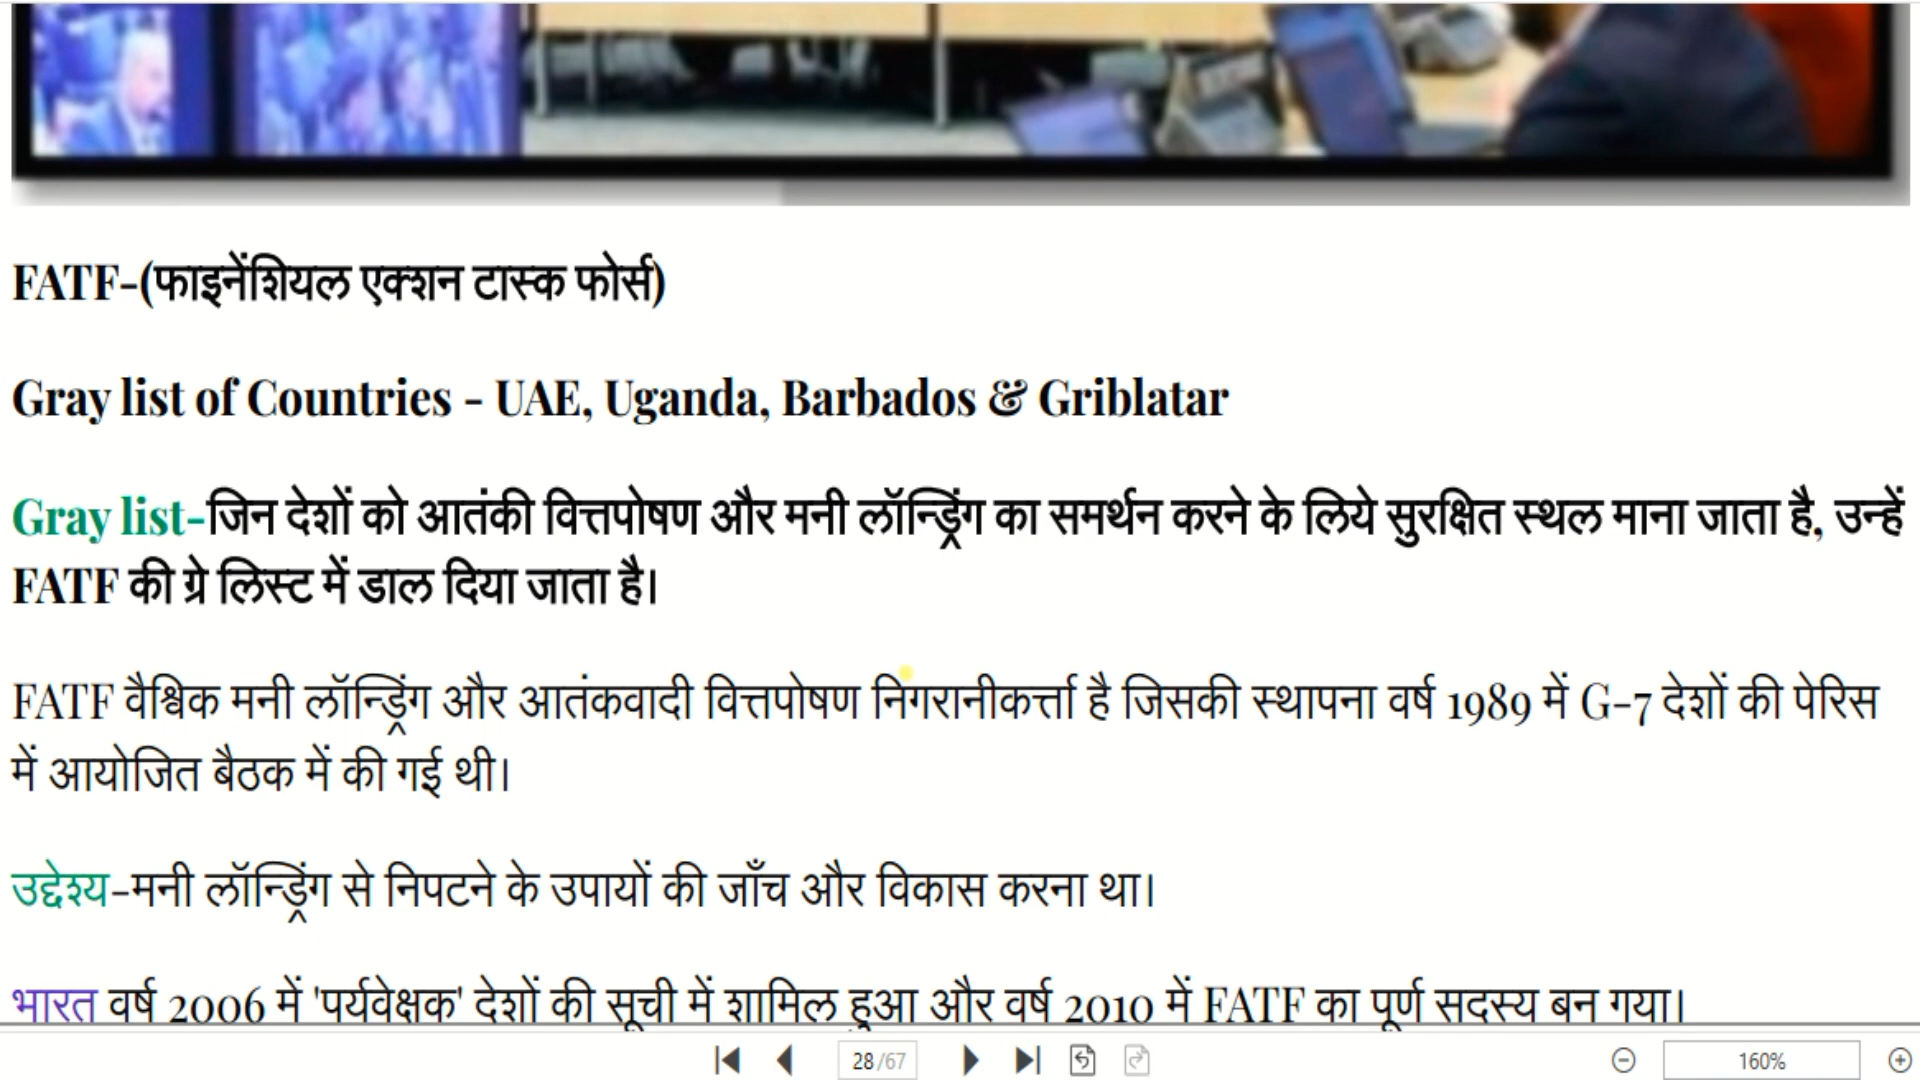 FATF-(फाइनेंशियल एक्शन टास्क फोर्स)
Gray list of Countries - UAE, Uganda, Barbados & Griblatar
Gray list-जिन देशों को आतंकी वित्तपोषण और मनी लॉन्ड्रिंग का समर्थन करने के लिये सुरक्षित स्थल माना जाता है, उन्हें
FATF की ग्रे लिस्ट में डाल दिया जाता है।
FATF वैश्विक मनी लॉन्ड्रिंग और आतंकवादी वित्तपोषण निगरानीकर्त्ता है जिसकी स्थापना वर्ष 1989 में G-7 देशों की पेरिस
में आयोजित बैठक में की गई थी।
उद्देश्य-मनी लॉन्ड्रिंग से निपटने के उपायों की जाँच और विकास करना था।
भारत वर्ष 2006 में 'पर्यवेक्षक' देशों की सूची में शामिल हुआ और वर्ष 2010 में FATF का पूर्ण सदस्य बन गया।
28/67
160%